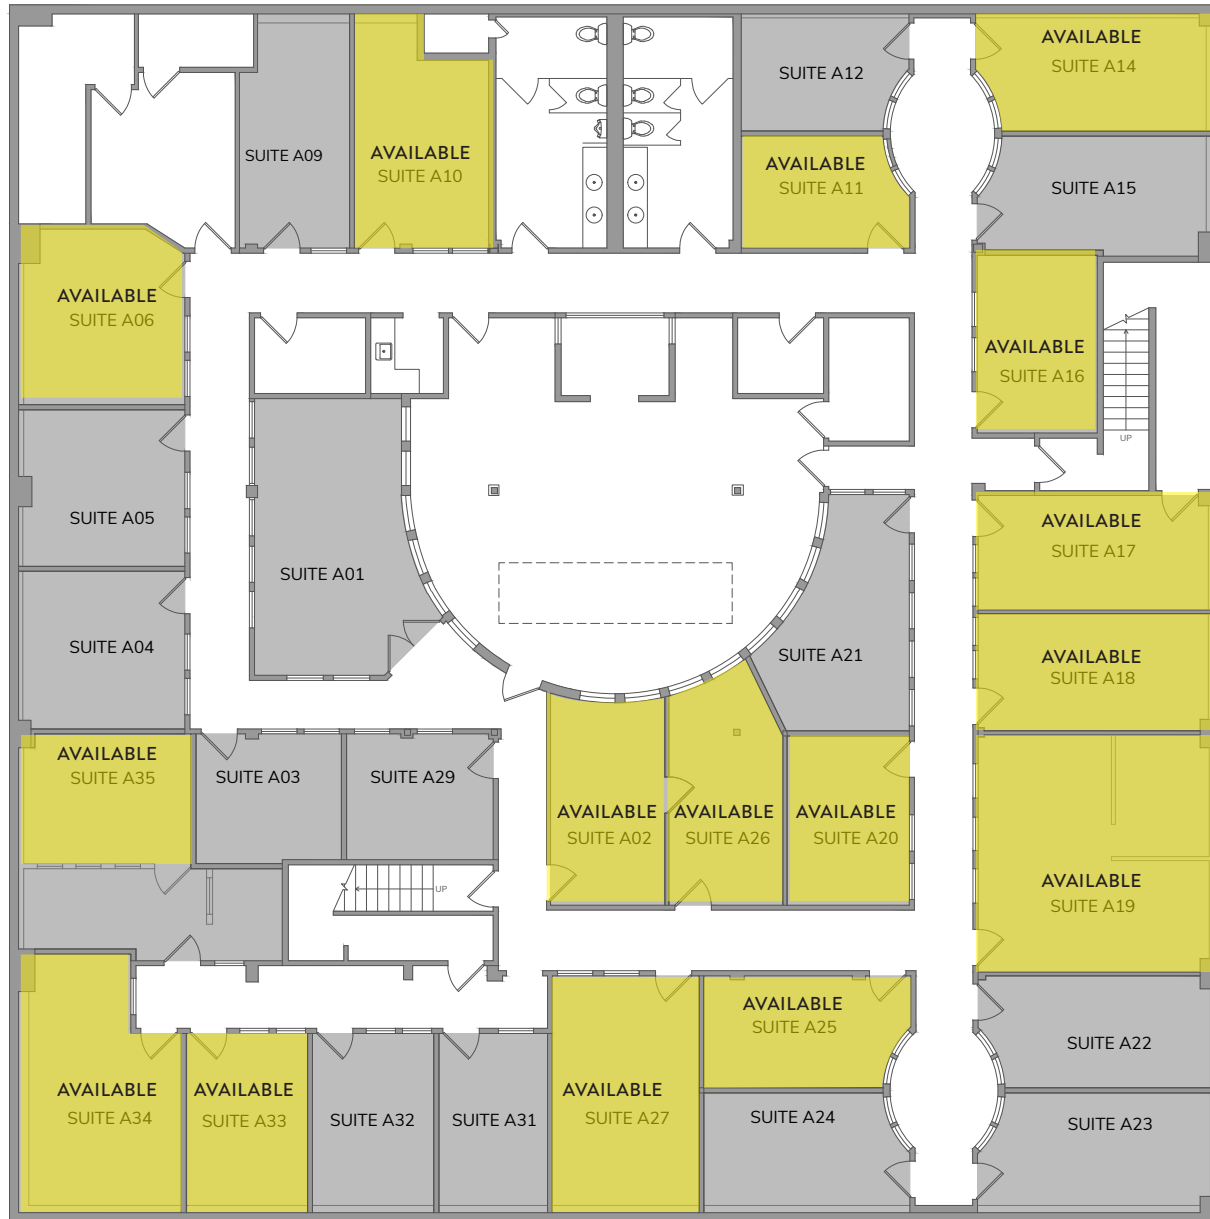 AVAILABLE
SUITE A14
SUITE A12
SUITE A09
AVAILABLE
SUITE A10
AVAILABLE
SUITE A11
SUITE A15
AVAILABLE
SUITE A06
AVAILABLE
SUITE A16
UP
SUITE A05
AVAILABLE
SUITE A17
SUITE A01
SUITE A04
SUITE A21
AVAILABLE
SUITE A18
AVAILABLE
SUITE A35
SUITE A03
SUITE A29
AVAILABLE
SUITE A02
AVAILABLE
SUITE A26
AVAILABLE
SUITE A20
UP
AVAILABLE
SUITE A19
AVAILABLE
SUITE A25
SUITE A22
AVAILABLE
SUITE A34
AVAILABLE
SUITE A33
SUITE A32
SUITE A31
AVAILABLE
SUITE A27
SUITE A24
SUITE A23